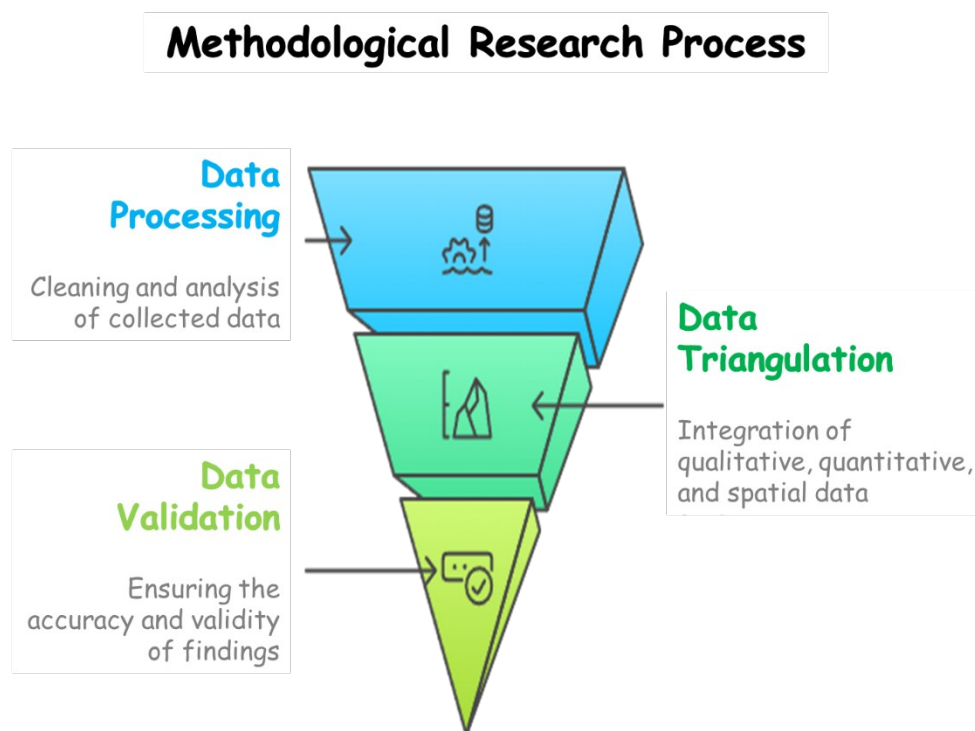 Methodological Research Process
Data
Processing
Cleaning and analysis
of collected data
Data
Triangulation
Integration of
qualitative, quantitative,
and spatial data
Data
Validation
Ensuring the
accuracy and validity
of findings